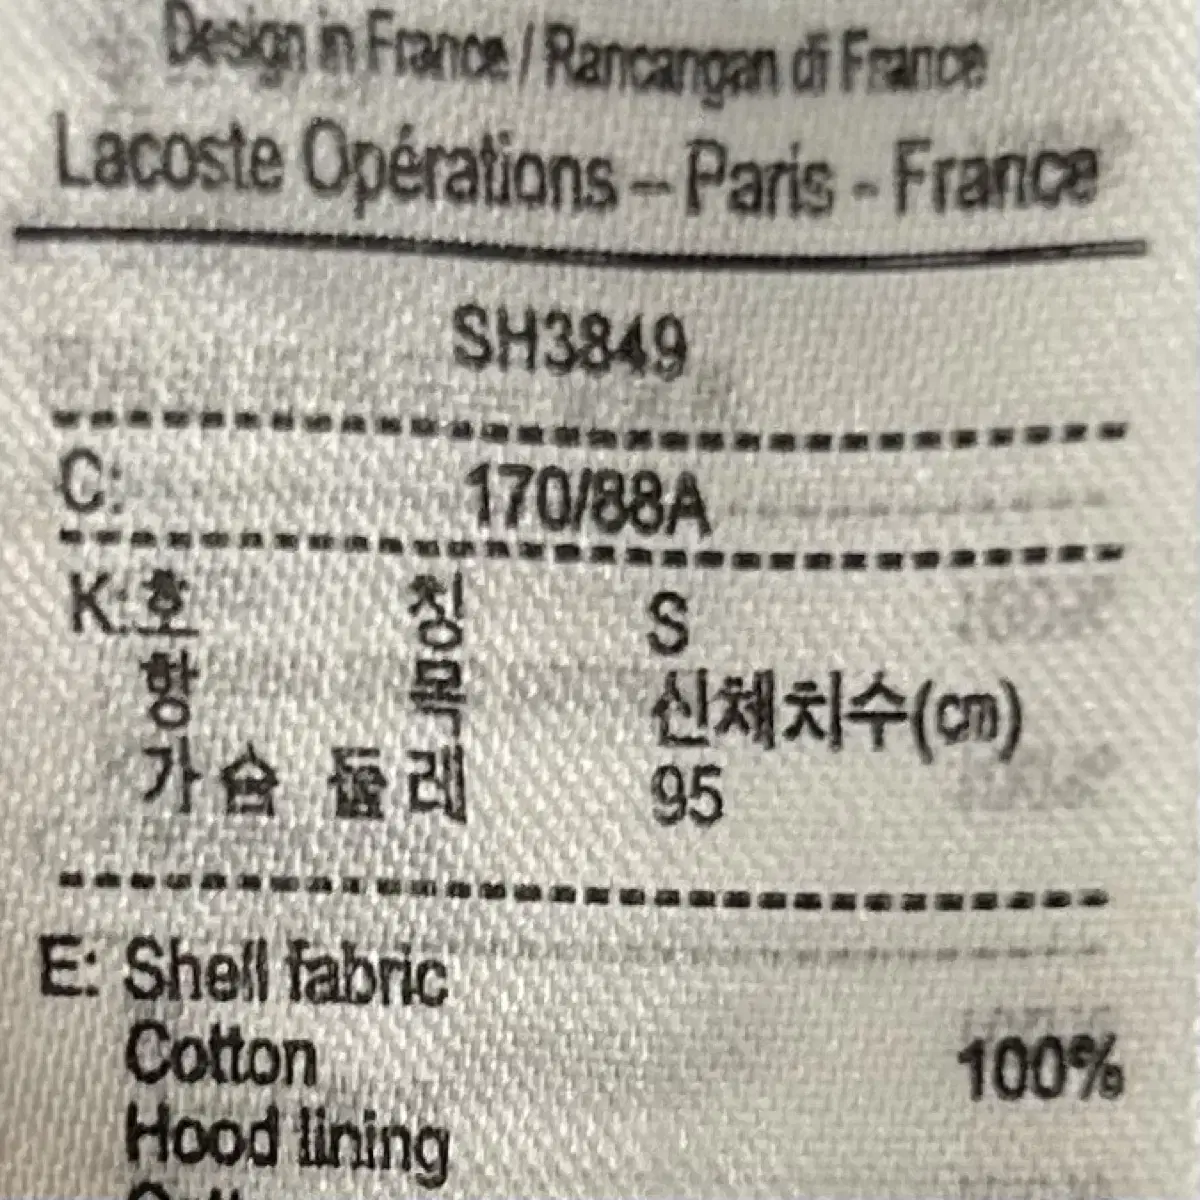 Design in France / Rancangan di France
Lacoste Opérations – Paris - France
SH3849
C: 170/88A
K: 호 칭 S
항 목 신체치수(cm)
가 슴 둘 레 95
E: Shell fabric
Cotton 100%
Hood lining